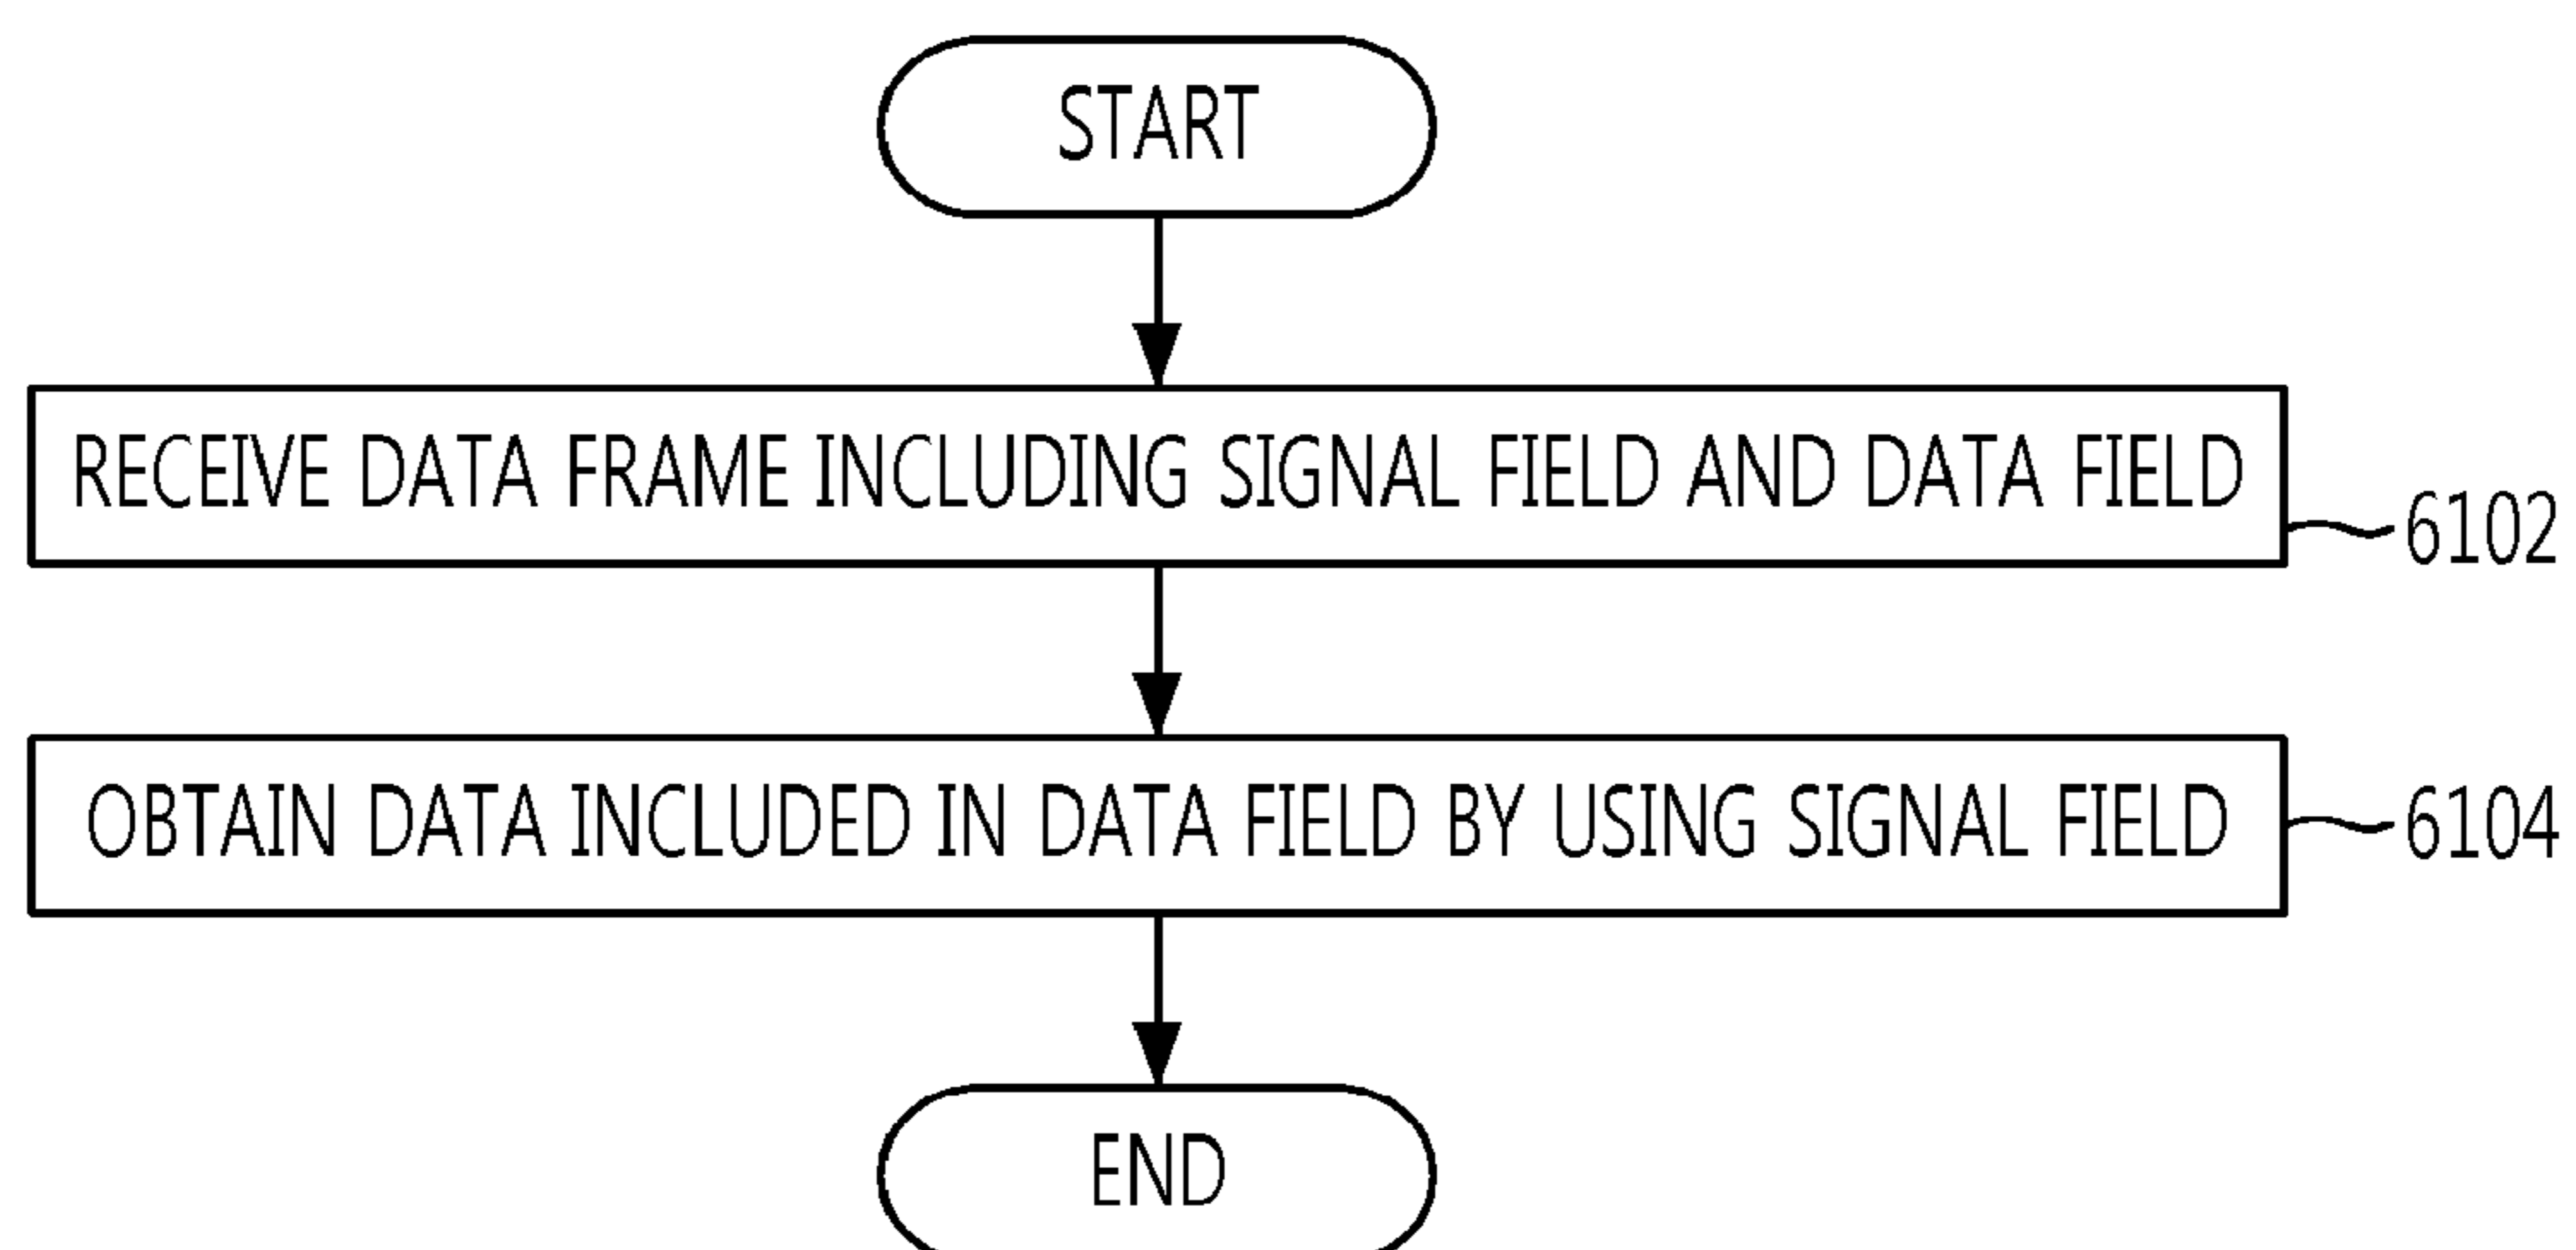 START
RECEIVE DATA FRAME INCLUDING SIGNAL FIELD AND DATA FIELD
6102
OBTAIN DATA INCLUDED IN DATA FIELD BY USING SIGNAL FIELD
6104
END